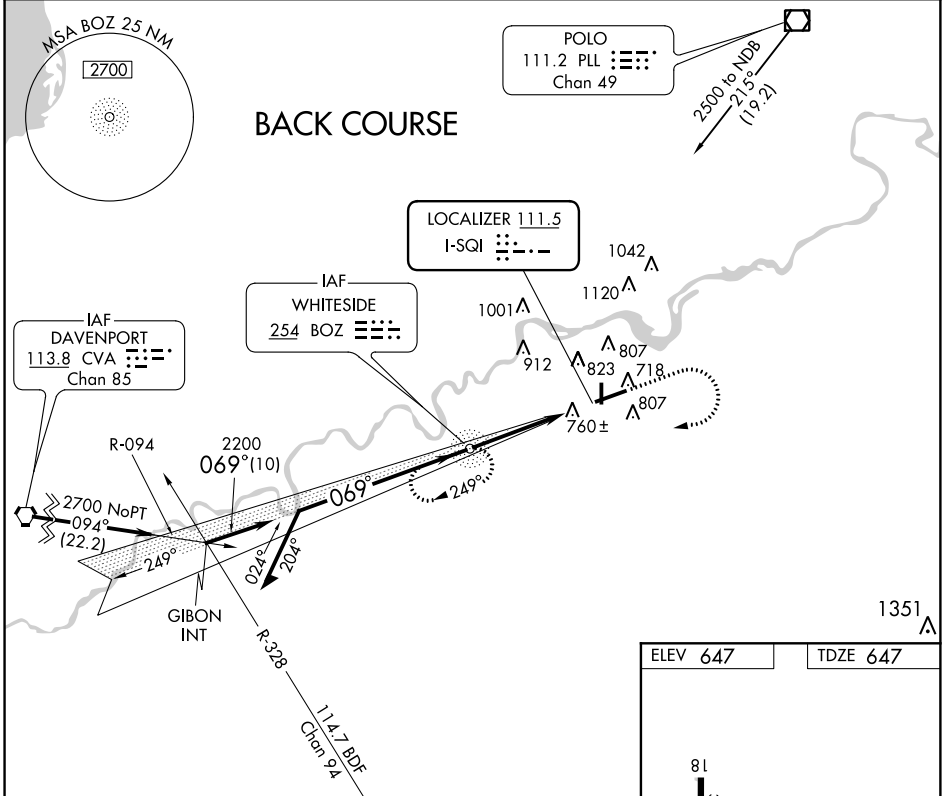 MSA BOZ 25 NM
2700
BACK COURSE
POLO
111.2 PLL
Chan 49
2500 to NDB
215°
(19.2)
LOCALIZER 111.5
I-SQI
1042
1120
1001
912
823
807
718
807
760±
IAF
WHITESIDE
254 BOZ
IAF
DAVENPORT
113.8 CVA
Chan 85
R-094
2200
069°(10)
2700 NoPT
094°
(22.2)
249°
069°
249°
024°
204°
GIBON
INT
R-328
114.7 BDF
Chan 94
1351
ELEV 647
TDZE 647
18